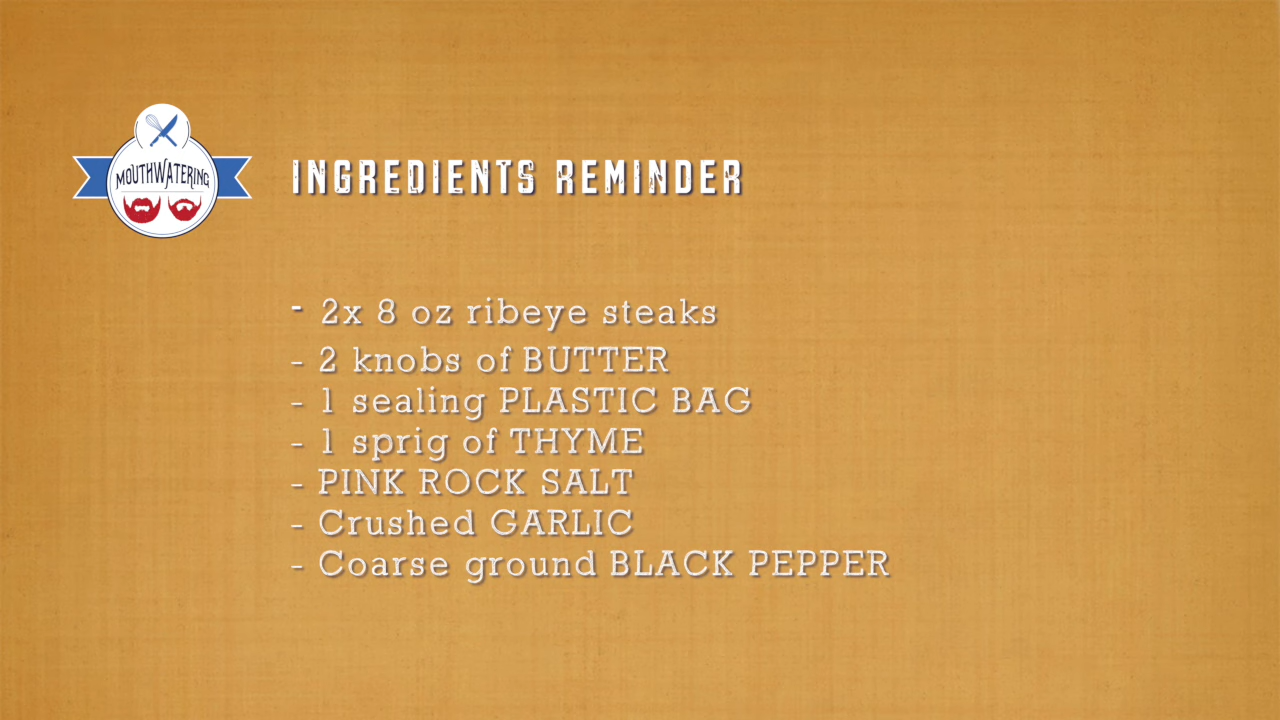 MOUTHWATERING
INGREDIENTS REMINDER
- 2x 8 oz ribeye steaks
- 2 knobs of BUTTER
- 1 sealing PLASTIC BAG
- 1 sprig of THYME
- PINK ROCK SALT
- Crushed GARLIC
- Coarse ground BLACK PEPPER